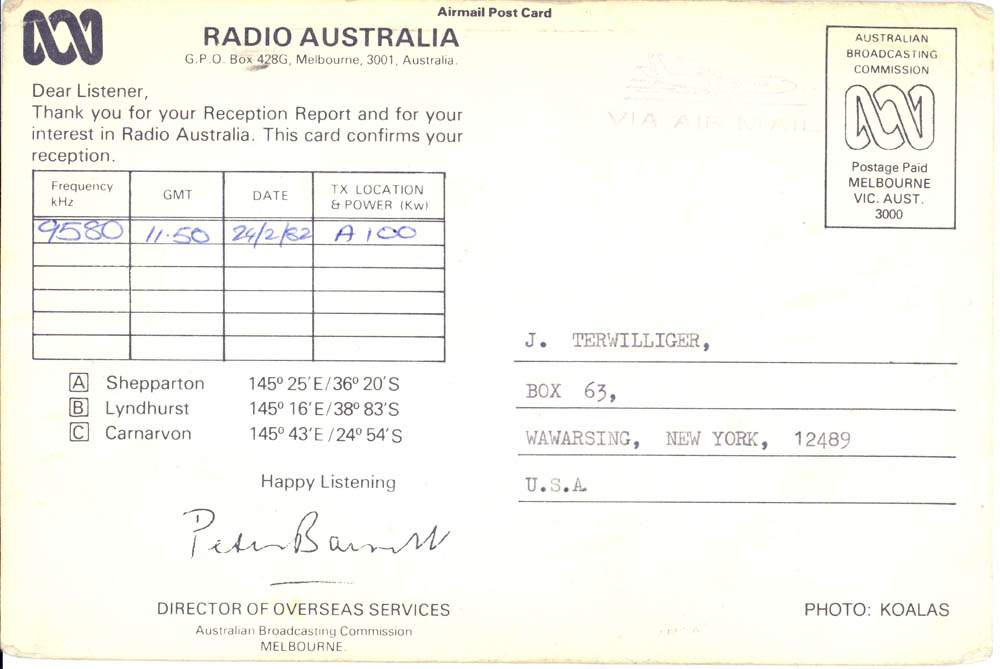 Airmail Post Card
RADIO AUSTRALIA
G.P.O. Box 428G, Melbourne, 3001, Australia.
Dear Listener,
Thank you for your Reception Report and for your
interest in Radio Australia. This card confirms your
reception.
Frequency kHz GMT DATE TX LOCATION & POWER (Kw)
9580 11.50 24/2/82 A 100
A Shepparton 145° 25'E/36° 20'S
B Lyndhurst 145° 16'E/38° 83'S
C Carnarvon 145° 43'E/24° 54'S
Happy Listening
Peter Barnett
DIRECTOR OF OVERSEAS SERVICES
Australian Broadcasting Commission
MELBOURNE.
VIA AIR MAIL
AUSTRALIAN
BROADCASTING
COMMISSION
Postage Paid
MELBOURNE
VIC. AUST.
3000
J. TERWILLIGER,
BOX 63,
WAWARSING, NEW YORK, 12489
U.S.A
PHOTO: KOALAS